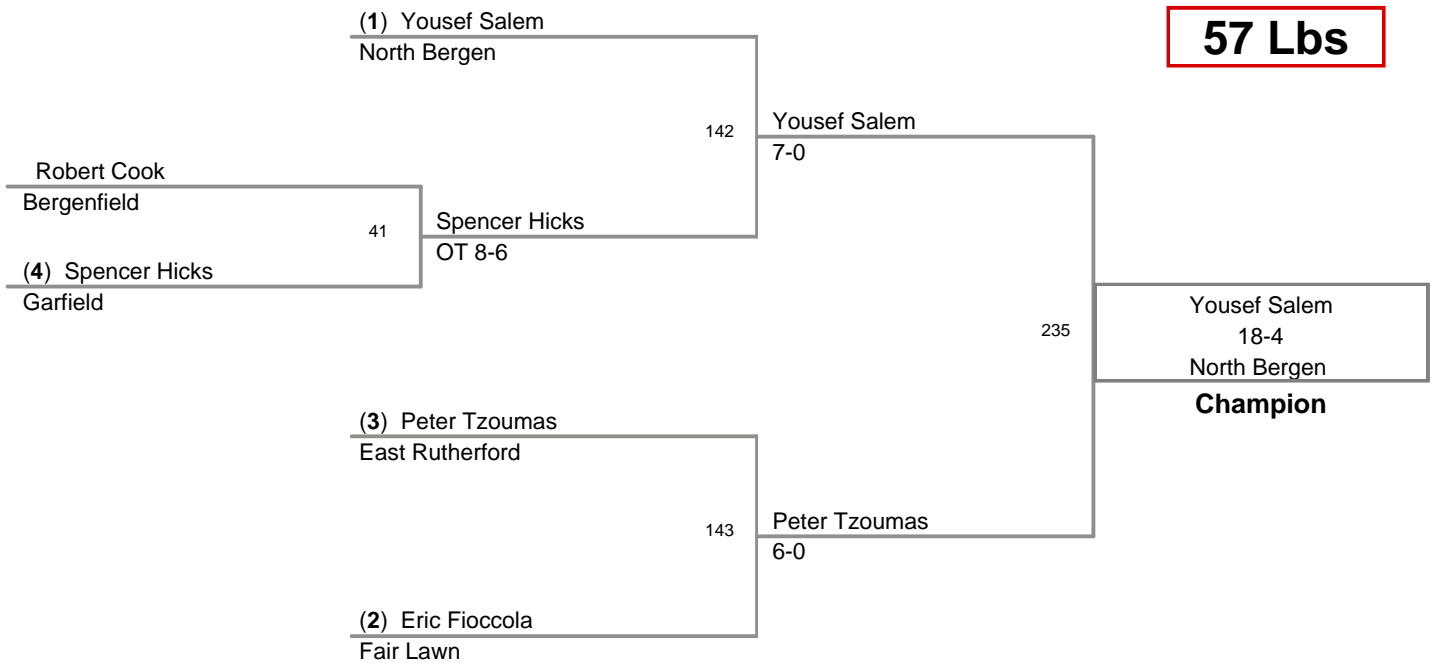 (1) Yousef Salem
North Bergen
57 Lbs
142
Yousef Salem
7-0
Robert Cook
Bergenfield
41
Spencer Hicks
OT 8-6
(4) Spencer Hicks
Garfield
235
Yousef Salem
18-4
North Bergen
Champion
(3) Peter Tzoumas
East Rutherford
143
Peter Tzoumas
6-0
(2) Eric Fioccola
Fair Lawn